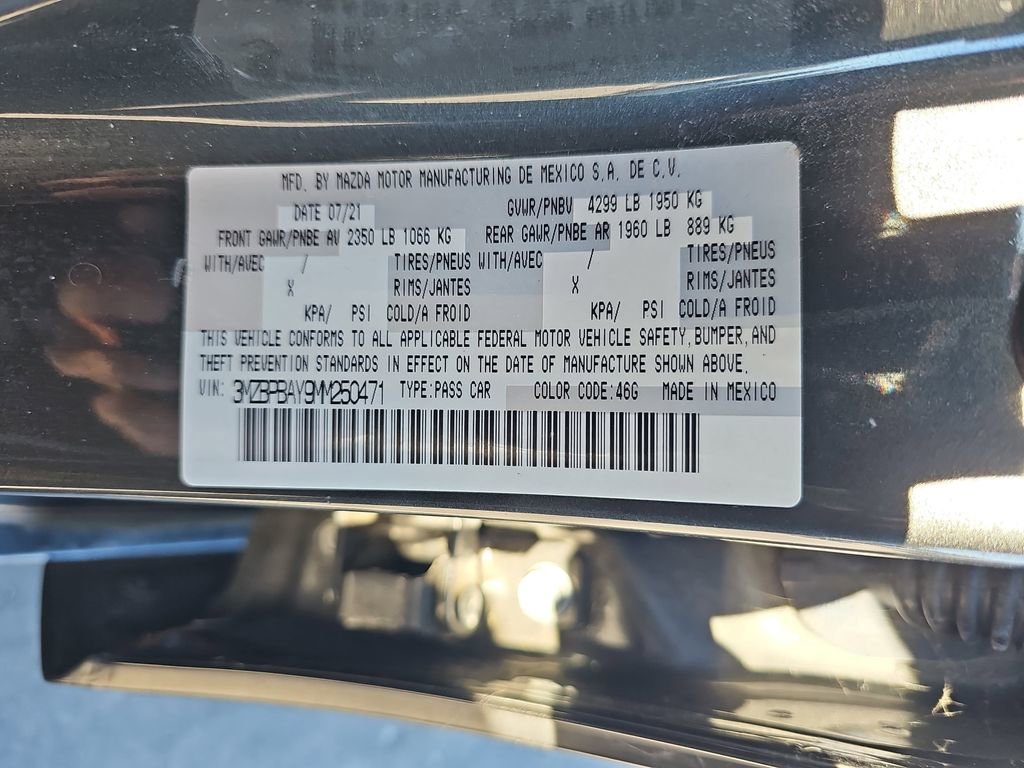 MFD. BY MAZDA MOTOR MANUFACTURING DE MEXICO S.A. DE C.V.
DATE 07/21 GVWR/PNBV 4299 LB 1950 KG
FRONT GAWR/PNBE AV 2350 LB 1066 KG REAR GAWR/PNBE AR 1960 LB 889 KG
WITH/AVEC / TIRES/PNEUS WITH/AVEC / TIRES/PNEUS
X RIMS/JANTES X RIMS/JANTES
KPA/ PSI COLD/A FROID KPA/ PSI COLD/A FROID
THIS VEHICLE CONFORMS TO ALL APPLICABLE FEDERAL MOTOR VEHICLE SAFETY, BUMPER, AND
THEFT PREVENTION STANDARDS IN EFFECT ON THE DATE OF MANUFACTURE SHOWN ABOVE.
VIN: 3MZBPBAY9MM250471 TYPE:PASS CAR COLOR CODE:46G MADE IN MEXICO